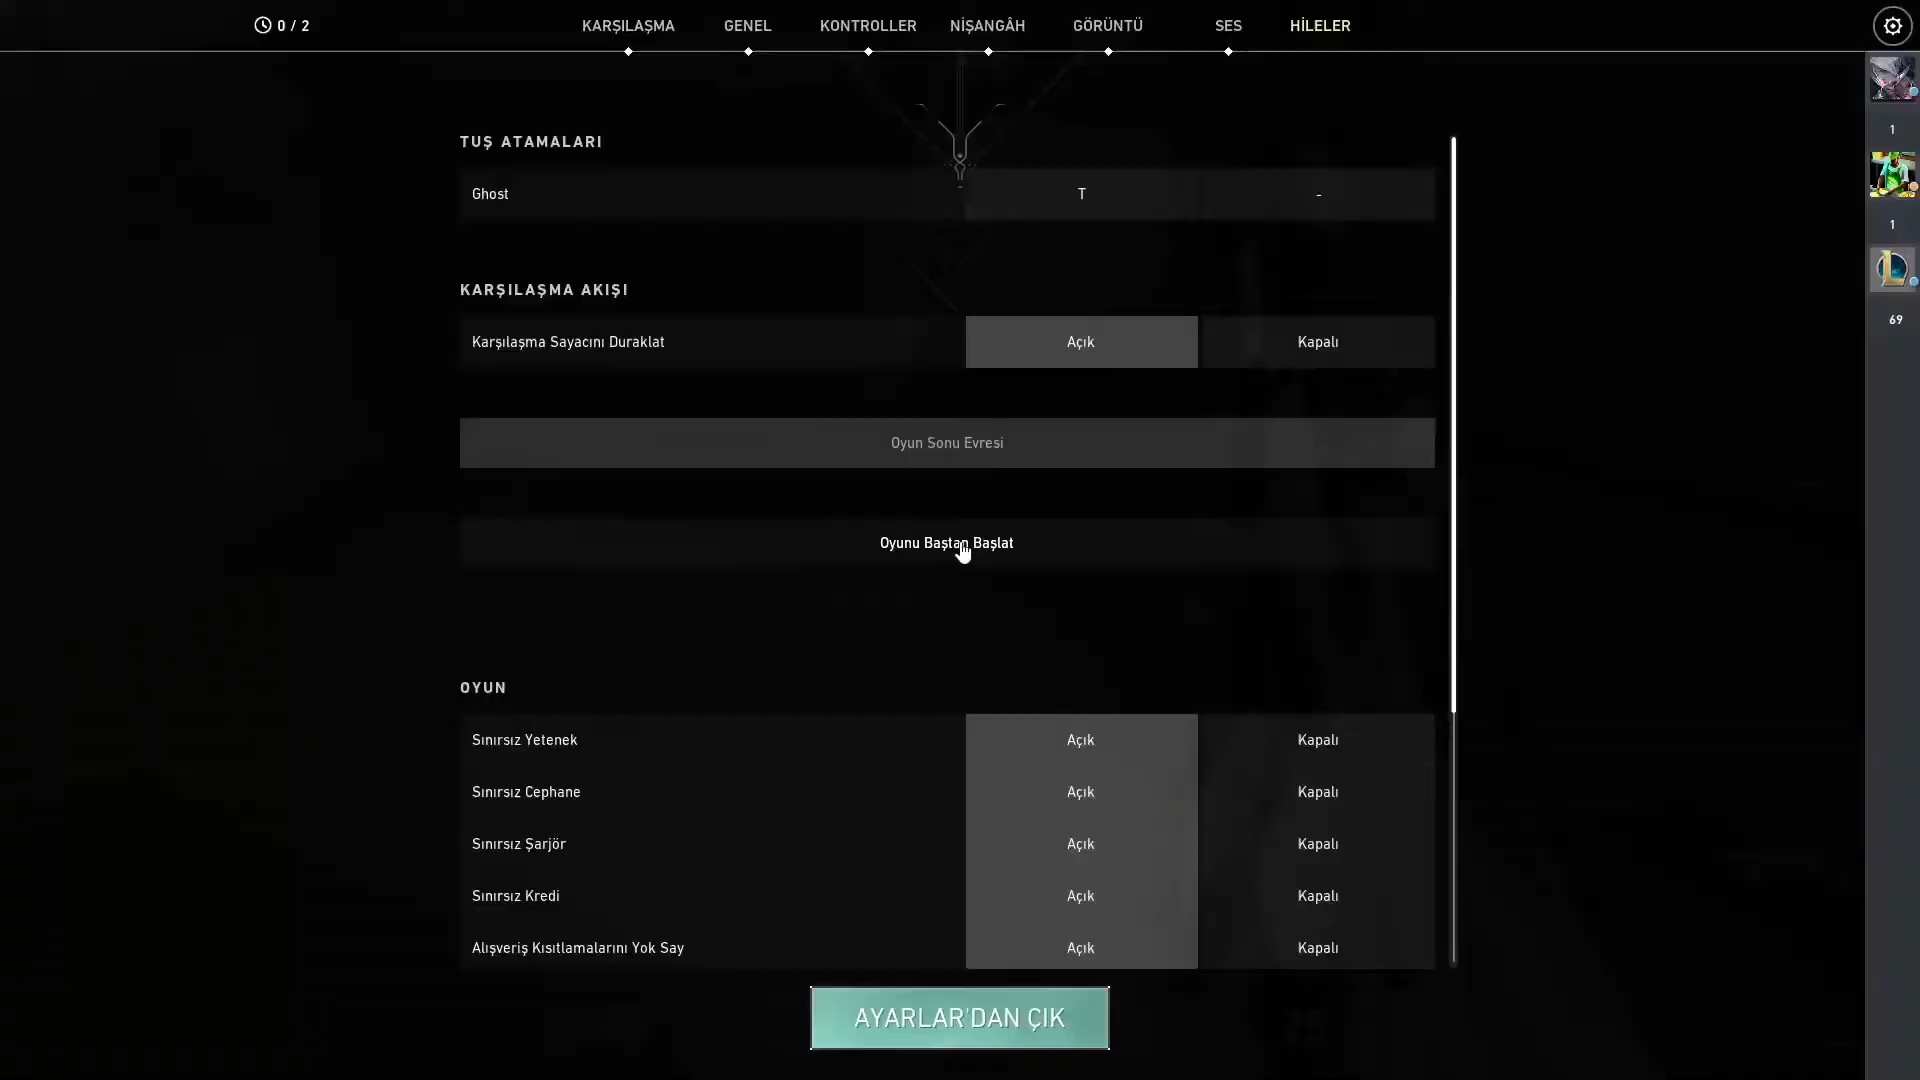 0 / 2
KARŞILAŞMA
GENEL
KONTROLLER
NİŞANGÂH
GÖRÜNTÜ
SES
HİLELER
TUŞ ATAMALARI
Ghost
T
-
KARŞILAŞMA AKIŞI
Karşılaşma Sayacını Duraklat
Açık
Kapalı
Oyun Sonu Evresi
Oyunu Baştan Başlat
OYUN
Sınırsız Yetenek
Açık
Kapalı
Sınırsız Cephane
Açık
Kapalı
Sınırsız Şarjör
Açık
Kapalı
Sınırsız Kredi
Açık
Kapalı
Alışveriş Kısıtlamalarını Yok Say
Açık
Kapalı
AYARLAR'DAN ÇIK
1
1
69